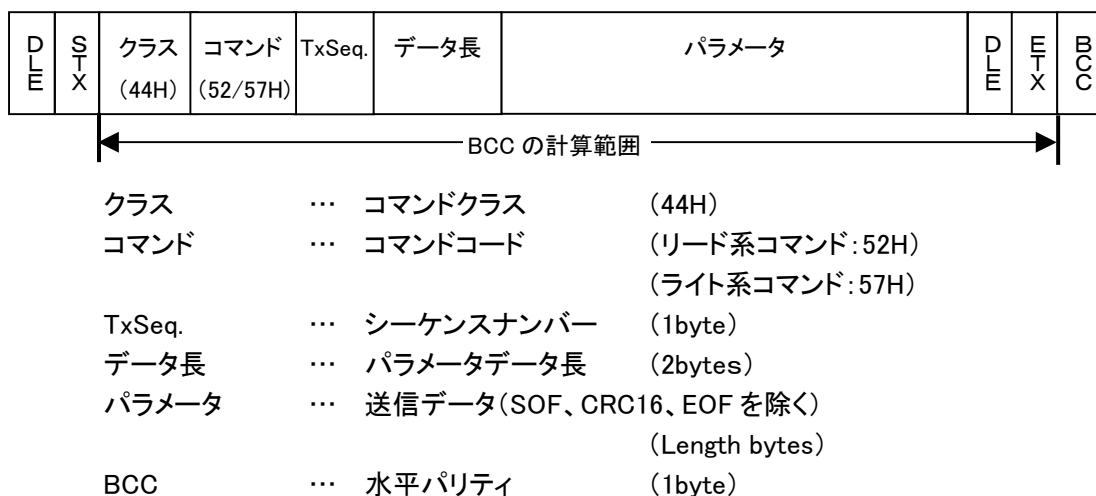 DLE STX クラス コマンド TxSeq. データ長 パラメータ DLE ETX BCC
(44H) (52/57H)
BCC の計算範囲
クラス … コマンドクラス (44H)
コマンド … コマンドコード (リード系コマンド:52H)
(ライト系コマンド:57H)
TxSeq. … シーケンスナンバー (1byte)
データ長 … パラメータデータ長 (2bytes)
パラメータ … 送信データ(SOF、CRC16、EOF を除く)
(Length bytes)
BCC … 水平パリティ (1byte)